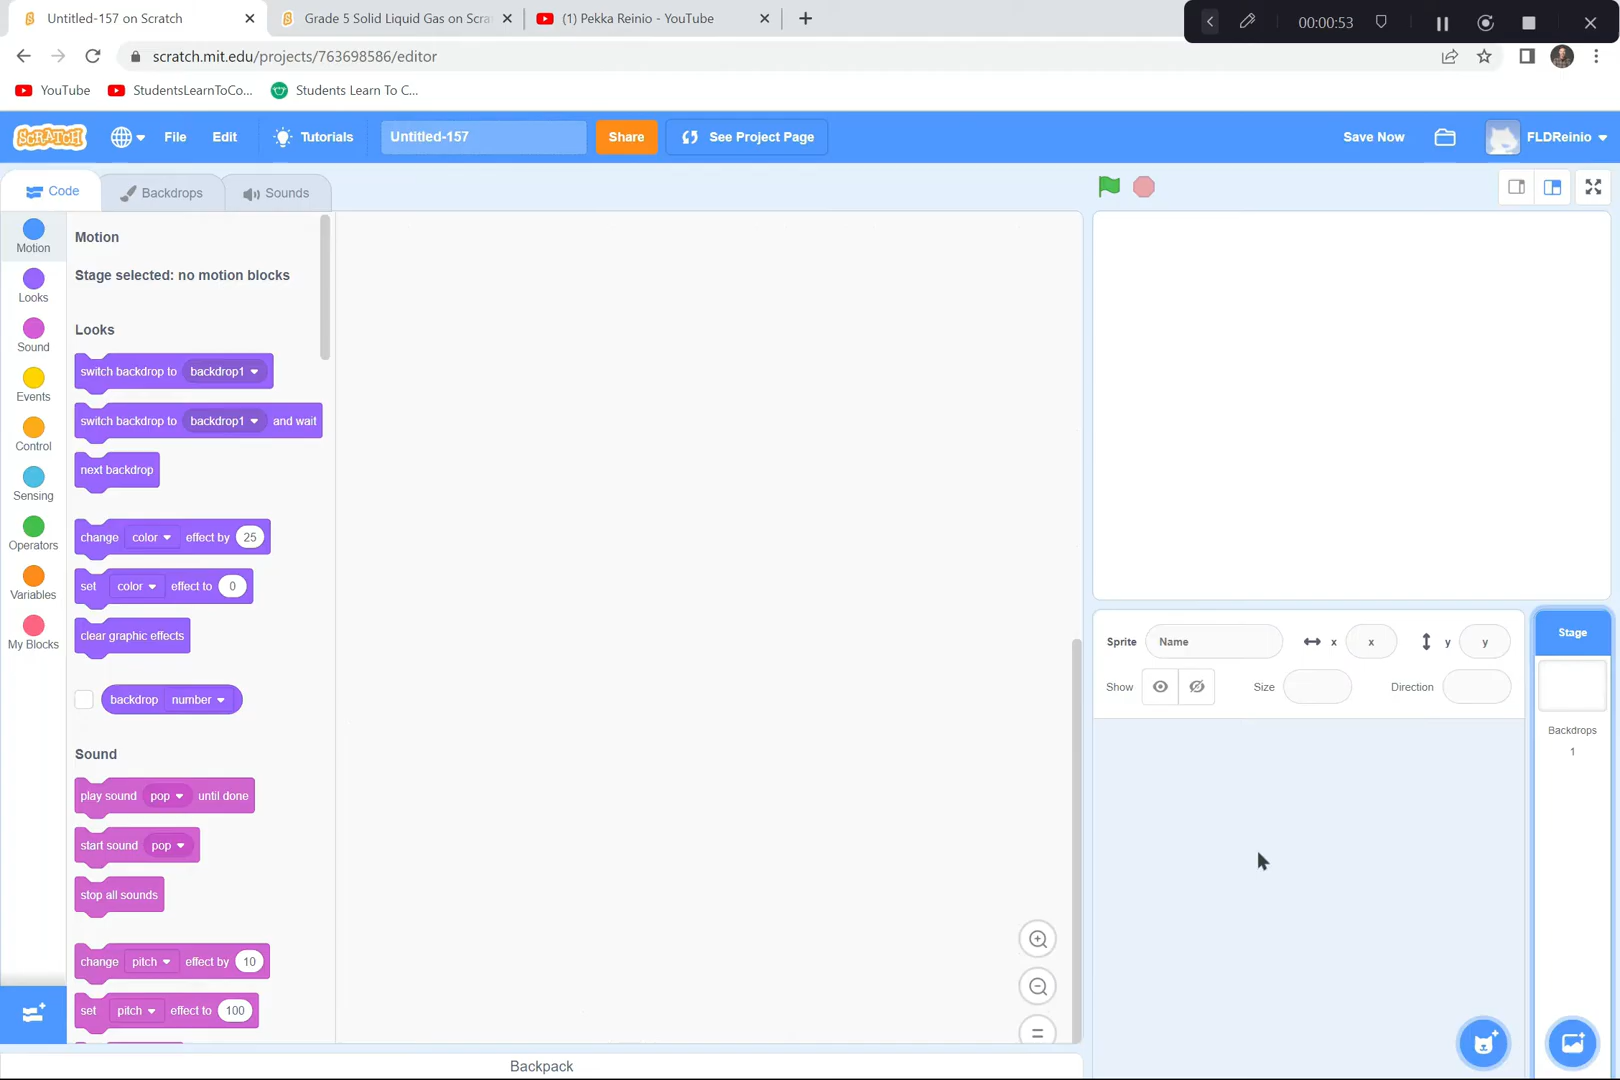 Untitled-157 on Scratch
Grade 5 Solid Liquid Gas on Scra
(1) Pekka Reinio - YouTube
00:00:53
scratch.mit.edu/projects/763698586/editor
YouTube
StudentsLearnToCo...
Students Learn To C...
SCRATCH
File
Edit
Tutorials
Untitled-157
Share
See Project Page
Save Now
FLDReinio
Code
Backdrops
Sounds
Motion
Looks
Sound
Events
Control
Sensing
Operators
Variables
My Blocks
Motion
Stage selected: no motion blocks
Looks
switch backdrop to backdrop1
switch backdrop to backdrop1 and wait
next backdrop
change color effect by 25
set color effect to 0
clear graphic effects
backdrop number
Sound
play sound pop until done
start sound pop
stop all sounds
change pitch effect by 10
set pitch effect to 100
Backpack
Sprite Name x x y y
Show Size Direction
Stage
Backdrops
1